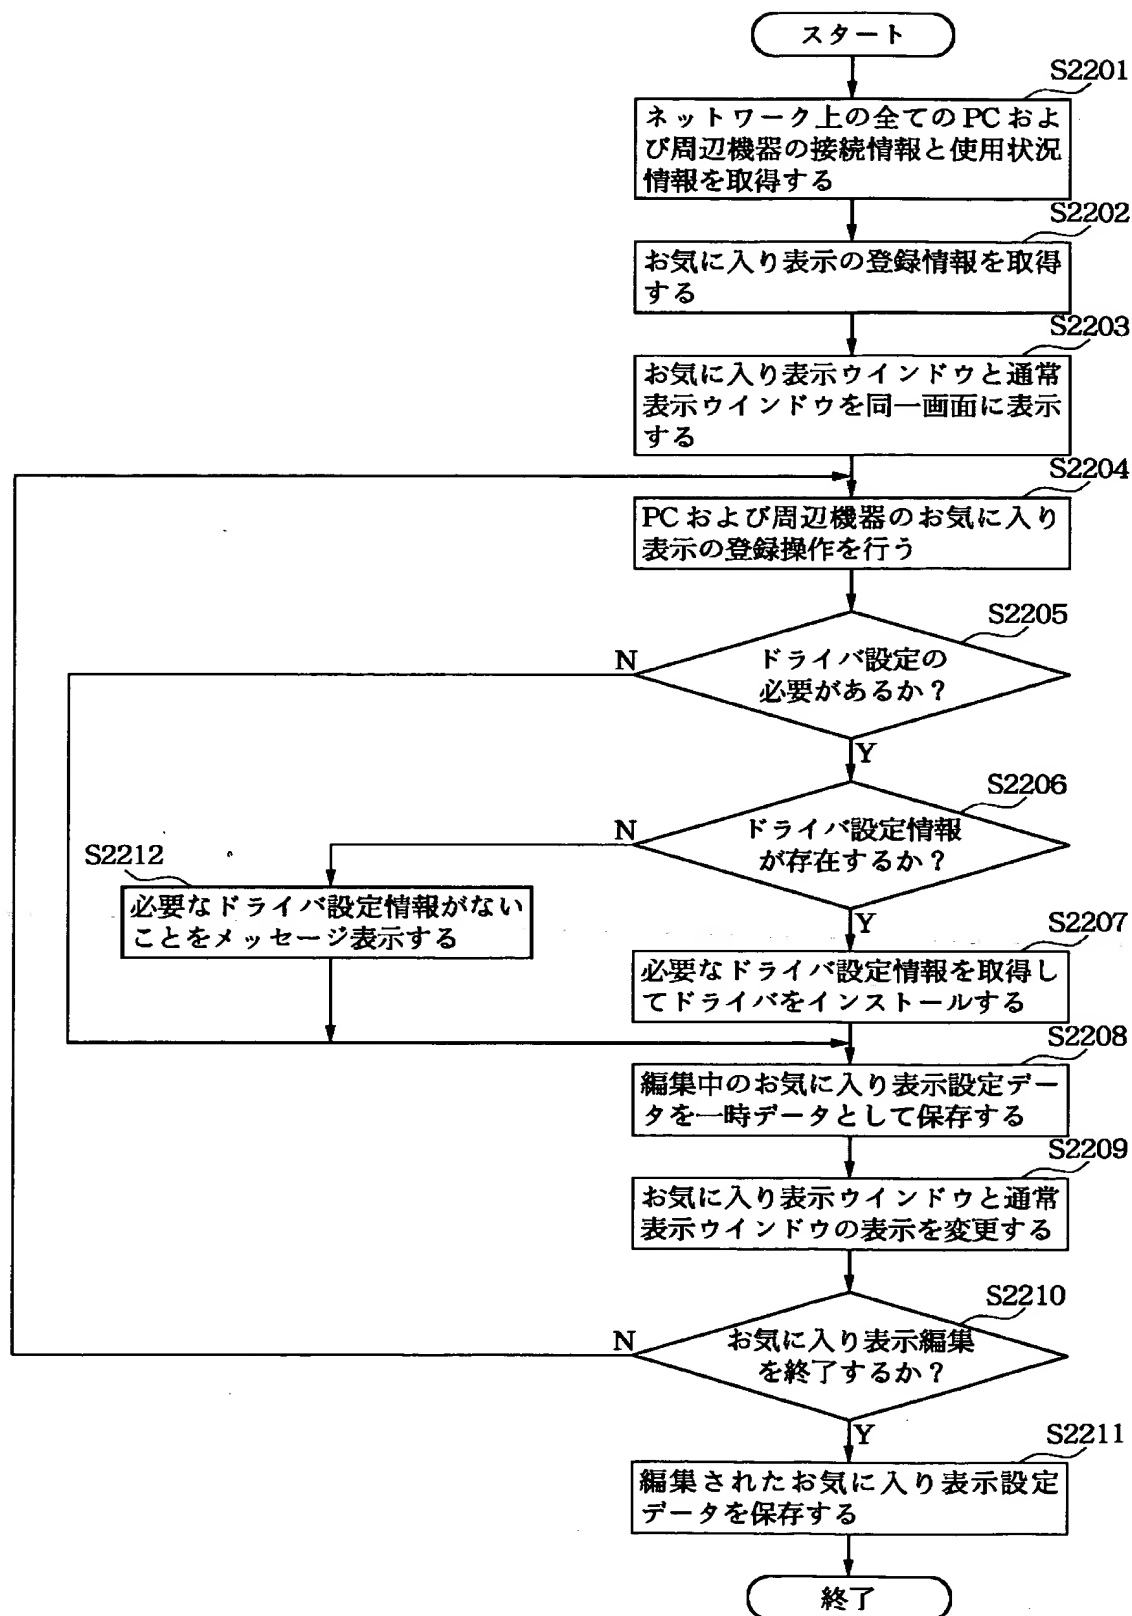 スタート
S2201
ネットワーク上の全てのPCおよ
び周辺機器の接続情報と使用状況
情報を取得する
S2202
お気に入り表示の登録情報を取得
する
S2203
お気に入り表示ウインドウと通常
表示ウインドウを同一画面に表示
する
S2204
PCおよび周辺機器のお気に入り
表示の登録操作を行う
S2205
ドライバ設定の
必要があるか？
N
Y
S2206
ドライバ設定情報
が存在するか？
N
Y
S2212
必要なドライバ設定情報がない
ことをメッセージ表示する
S2207
必要なドライバ設定情報を取得し
てドライバをインストールする
S2208
編集中のお気に入り表示設定デー
タを一時データとして保存する
S2209
お気に入り表示ウインドウと通常
表示ウインドウの表示を変更する
S2210
お気に入り表示編集
を終了するか？
N
Y
S2211
編集されたお気に入り表示設定
データを保存する
終了